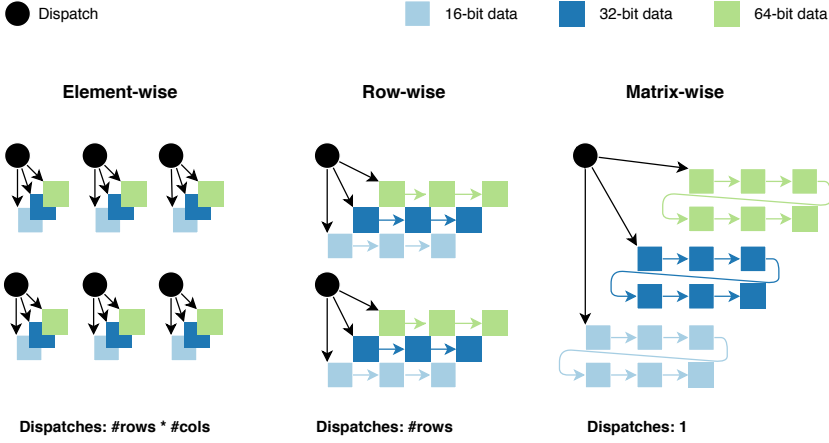 Dispatch
16-bit data
32-bit data
64-bit data
Element-wise
Row-wise
Matrix-wise
Dispatches: #rows * #cols
Dispatches: #rows
Dispatches: 1